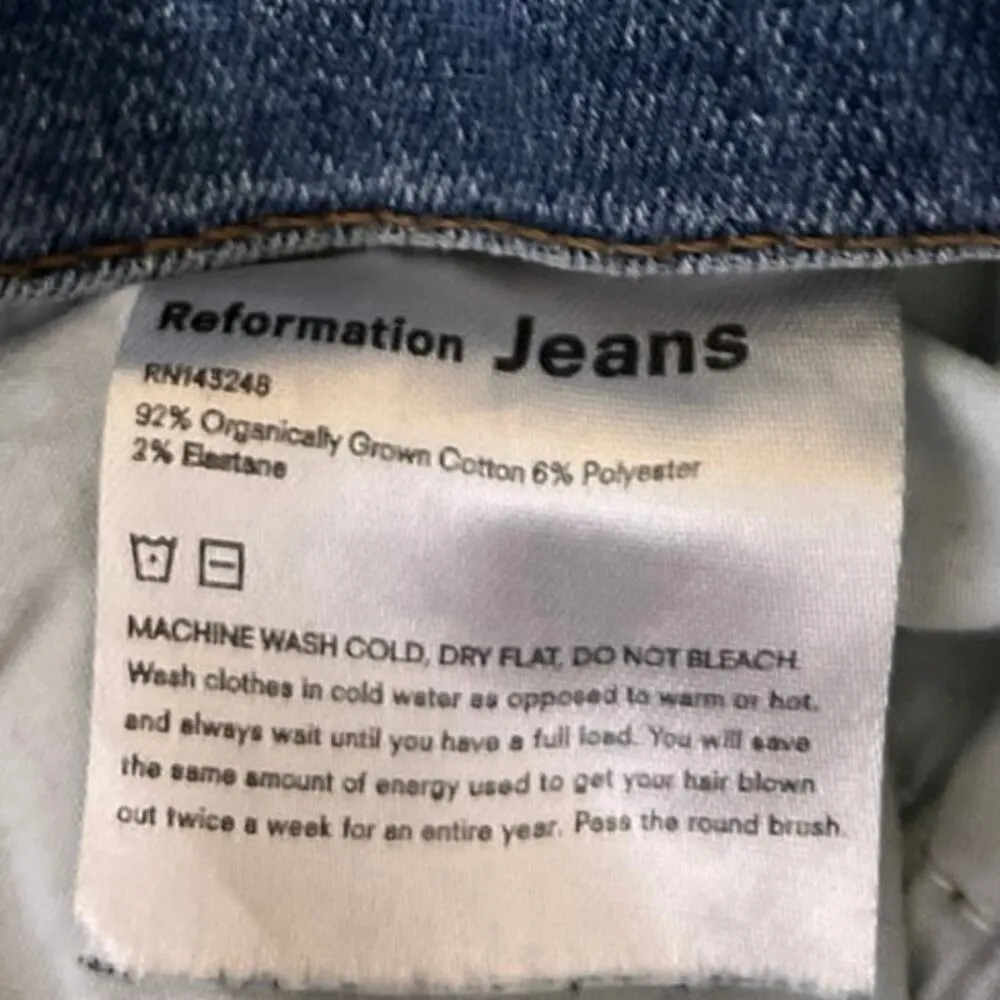 Reformation Jeans
RN143248
92% Organically Grown Cotton 6% Polyester
2% Elastane
MACHINE WASH COLD, DRY FLAT, DO NOT BLEACH.
Wash clothes in cold water as opposed to warm or hot,
and always wait until you have a full load. You will save
the same amount of energy used to get your hair blown
out twice a week for an entire year. Pass the round brush.